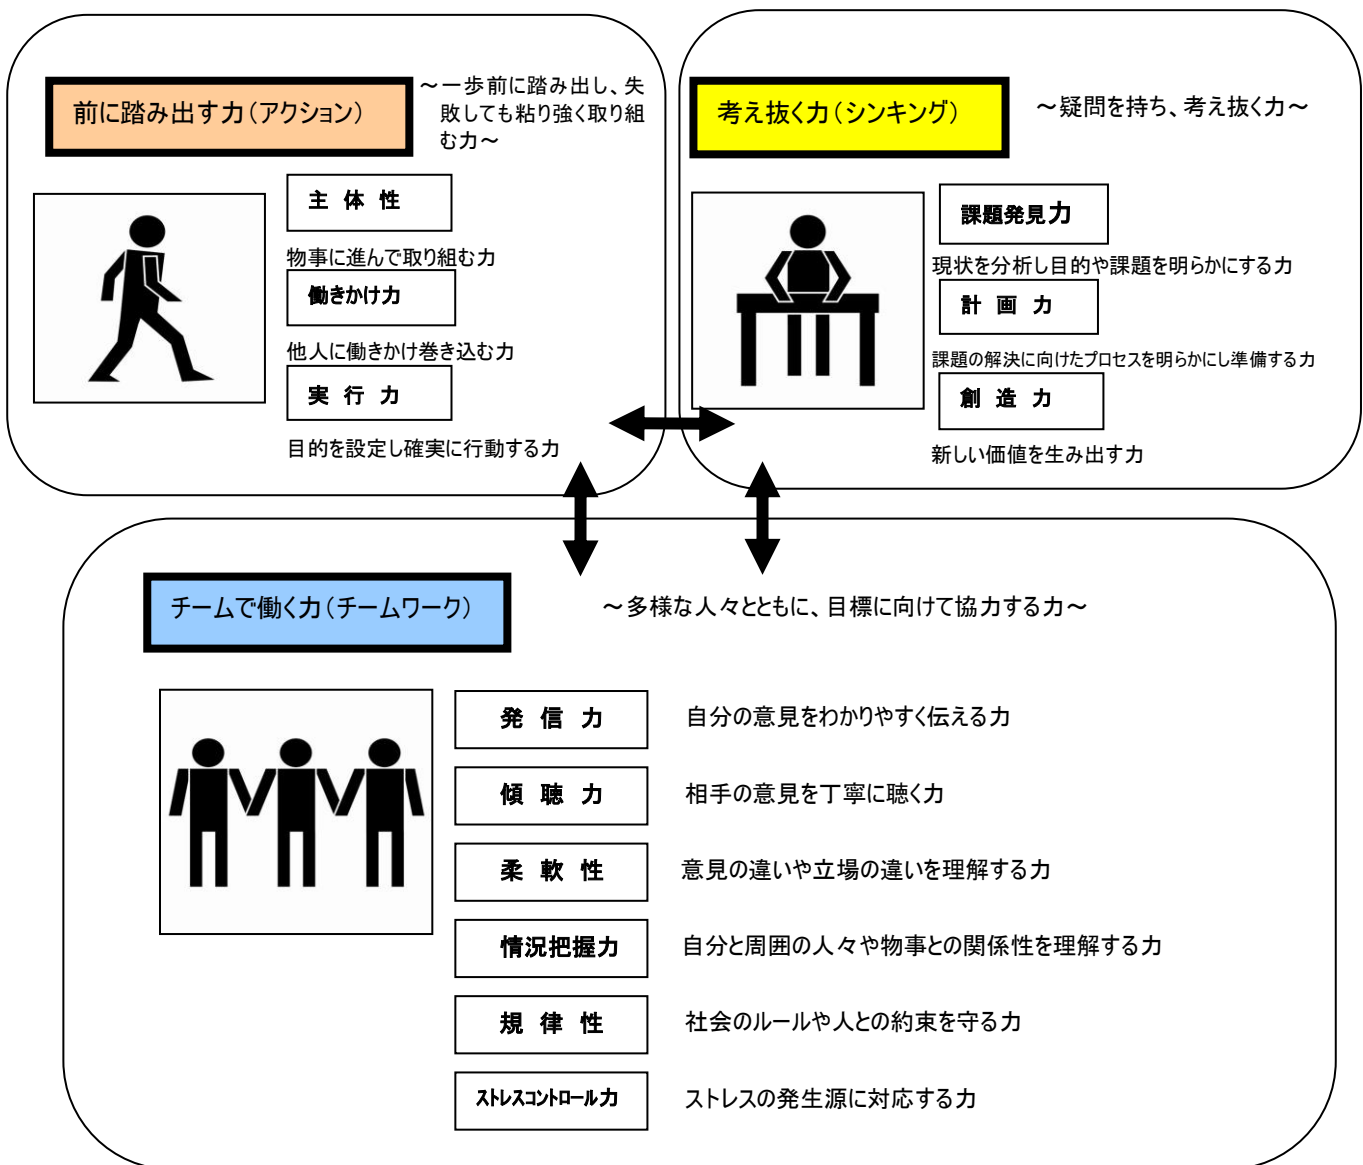 前に踏み出す力（アクション）
～一歩前に踏み出し、失
敗しても粘り強く取り組
む力～
主体性
物事に進んで取り組む力
働きかけ力
他人に働きかけ巻き込む力
実行力
目的を設定し確実に行動する力
考え抜く力（シンキング）
～疑問を持ち、考え抜く力～
課題発見力
現状を分析し目的や課題を明らかにする力
計画力
課題の解決に向けたプロセスを明らかにし準備する力
創造力
新しい価値を生み出す力
チームで働く力（チームワーク）
～多様な人々とともに、目標に向けて協力する力～
発信力 自分の意見をわかりやすく伝える力
傾聴力 相手の意見を丁寧に聴く力
柔軟性 意見の違いや立場の違いを理解する力
情況把握力 自分と周囲の人々や物事との関係性を理解する力
規律性 社会のルールや人との約束を守る力
ストレスコントロール力 ストレスの発生源に対応する力